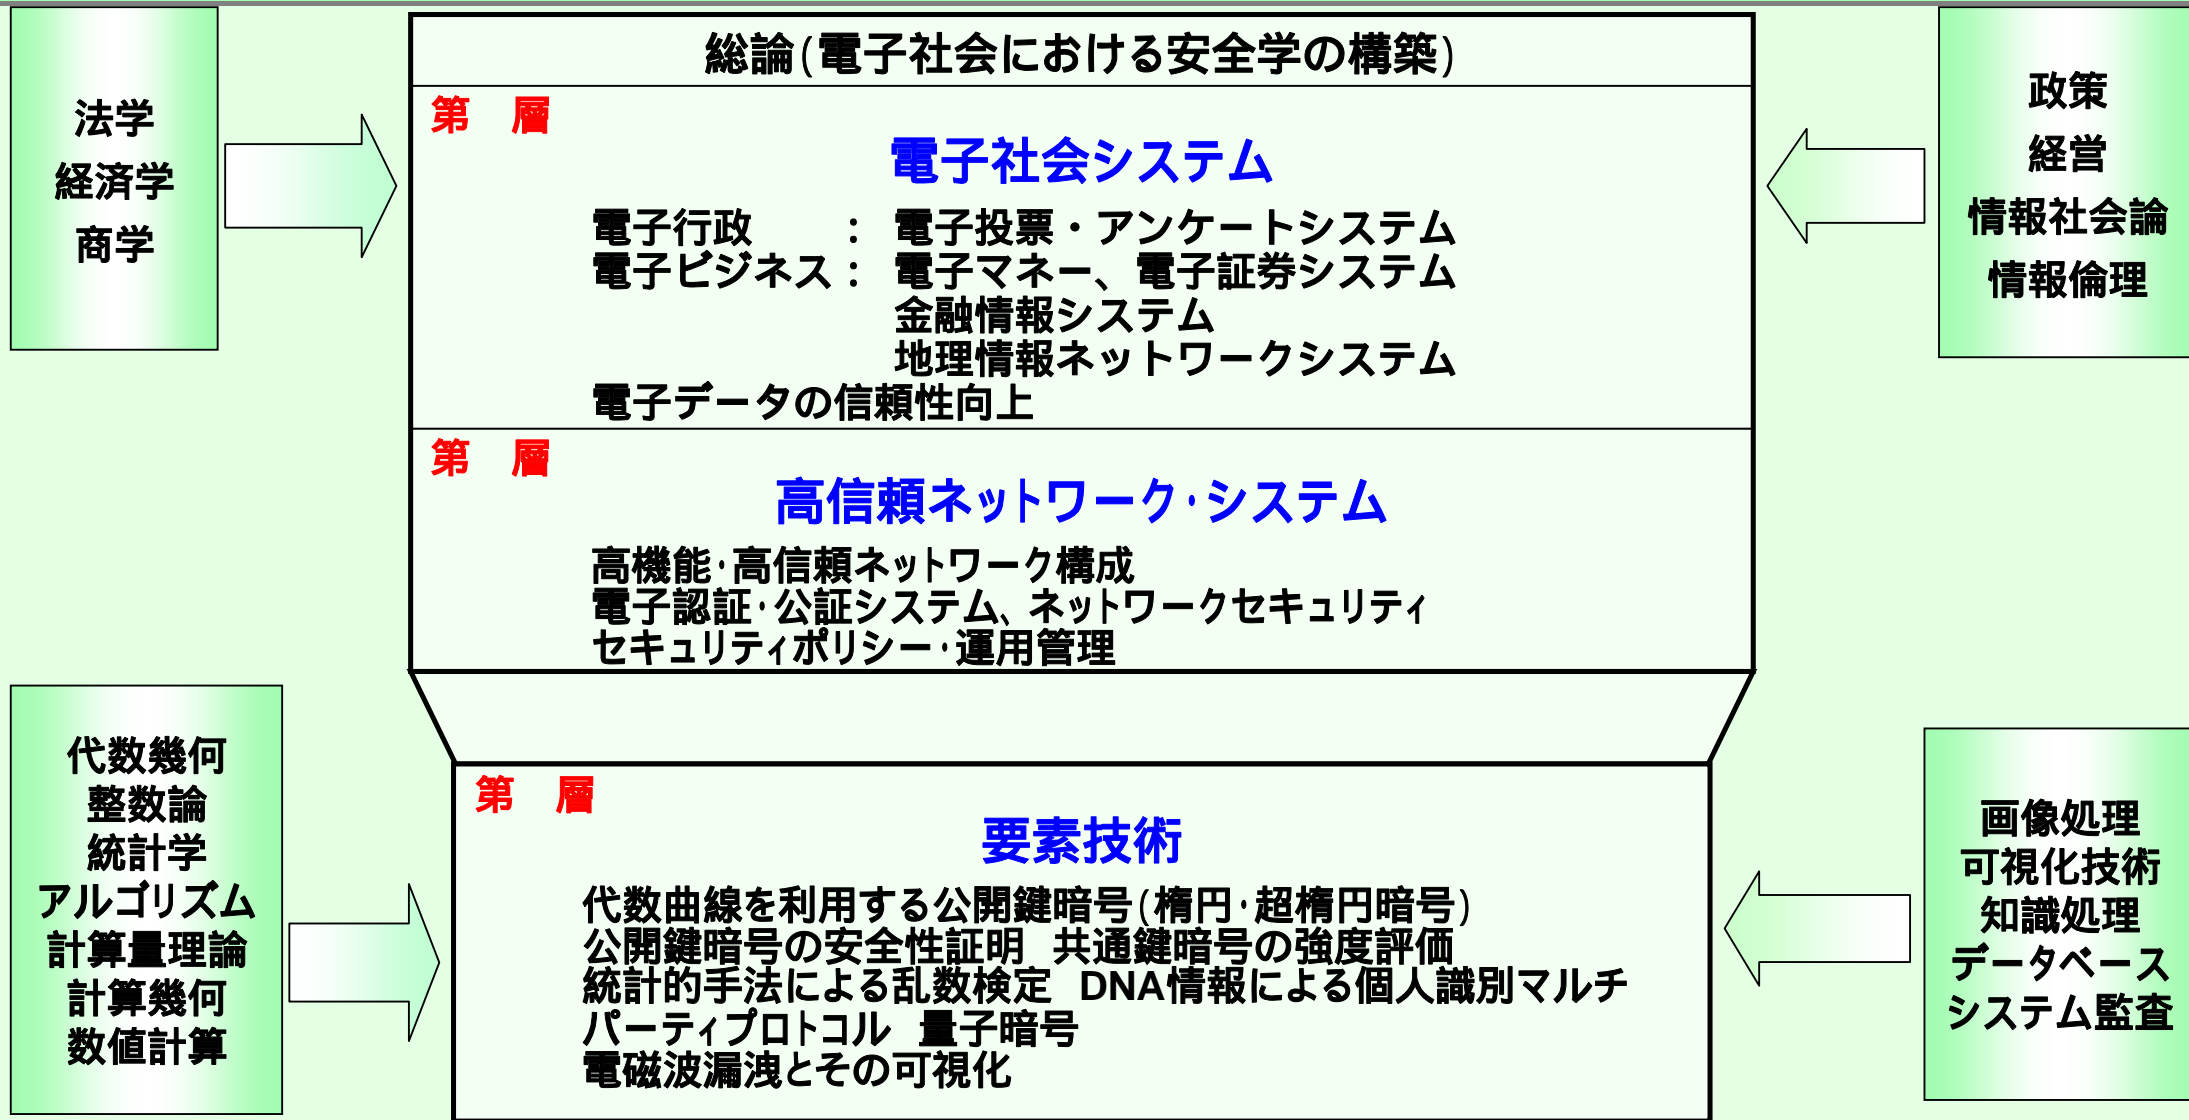 総論(電子社会における安全学の構築)
法学
経済学
商学
第　層
電子社会システム
電子行政　　：　電子投票・アンケートシステム
電子ビジネス：　電子マネー、電子証券システム
金融情報システム
地理情報ネットワークシステム
電子データの信頼性向上
政策
経営
情報社会論
情報倫理
第　層
高信頼ネットワーク・システム
高機能・高信頼ネットワーク構成
電子認証・公証システム、ネットワークセキュリティ
セキュリティポリシー・運用管理
代数幾何
整数論
統計学
アルゴリズム
計算量理論
計算幾何
数値計算
第　層
要素技術
代数曲線を利用する公開鍵暗号(楕円・超楕円暗号)
公開鍵暗号の安全性証明　共通鍵暗号の強度評価
統計的手法による乱数検定　DNA情報による個人識別マルチ
パーティプロトコル　量子暗号
電磁波漏洩とその可視化
画像処理
可視化技術
知識処理
データベース
システム監査